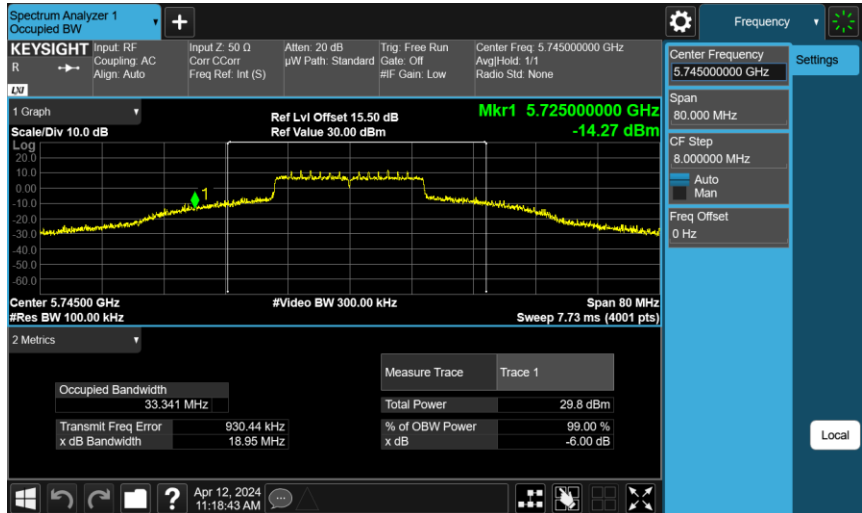 Spectrum Analyzer 1
Occupied BW
Frequency
KEYSIGHT
R
LXI
Input: RF
Coupling: AC
Align: Auto
Input Z: 50 Ω
Corr CCorr
Freq Ref: Int (S)
Atten: 20 dB
µW Path: Standard
Trig: Free Run
Gate: Off
#IF Gain: Low
Center Freq: 5.745000000 GHz
Avg|Hold: 1/1
Radio Std: None
Center Frequency
5.745000000 GHz
Settings
Span
80.000 MHz
CF Step
8.000000 MHz
Auto
Man
Freq Offset
0 Hz
1 Graph
Scale/Div 10.0 dB
Ref Lvl Offset 15.50 dB
Ref Value 30.00 dBm
Mkr1 5.725000000 GHz
-14.27 dBm
Log
20.0
10.0
0.00
-10.0
-20.0
-30.0
-40.0
-50.0
-60.0
1
Center 5.74500 GHz
#Res BW 100.00 kHz
#Video BW 300.00 kHz
Span 80 MHz
Sweep 7.73 ms (4001 pts)
2 Metrics
Measure Trace Trace 1
Occupied Bandwidth
33.341 MHz
Total Power 29.8 dBm
Transmit Freq Error 930.44 kHz
% of OBW Power 99.00 %
x dB Bandwidth 18.95 MHz
x dB -6.00 dB
Local
Apr 12, 2024
11:18:43 AM